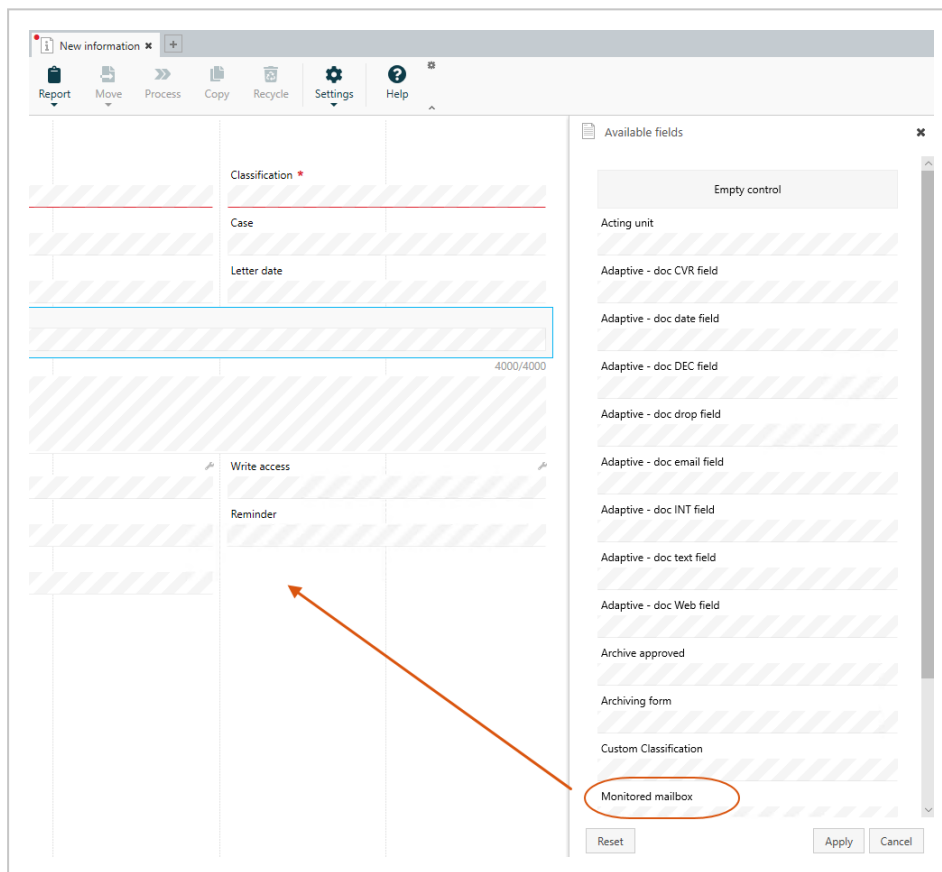 New information
Report
Move
Process
Copy
Recycle
Settings
Help
Classification *
Case
Letter date
4000/4000
Write access
Reminder
Available fields
Empty control
Acting unit
Adaptive - doc CVR field
Adaptive - doc date field
Adaptive - doc DEC field
Adaptive - doc drop field
Adaptive - doc email field
Adaptive - doc INT field
Adaptive - doc text field
Adaptive - doc Web field
Archive approved
Archiving form
Custom Classification
Monitored mailbox
Reset
Apply
Cancel